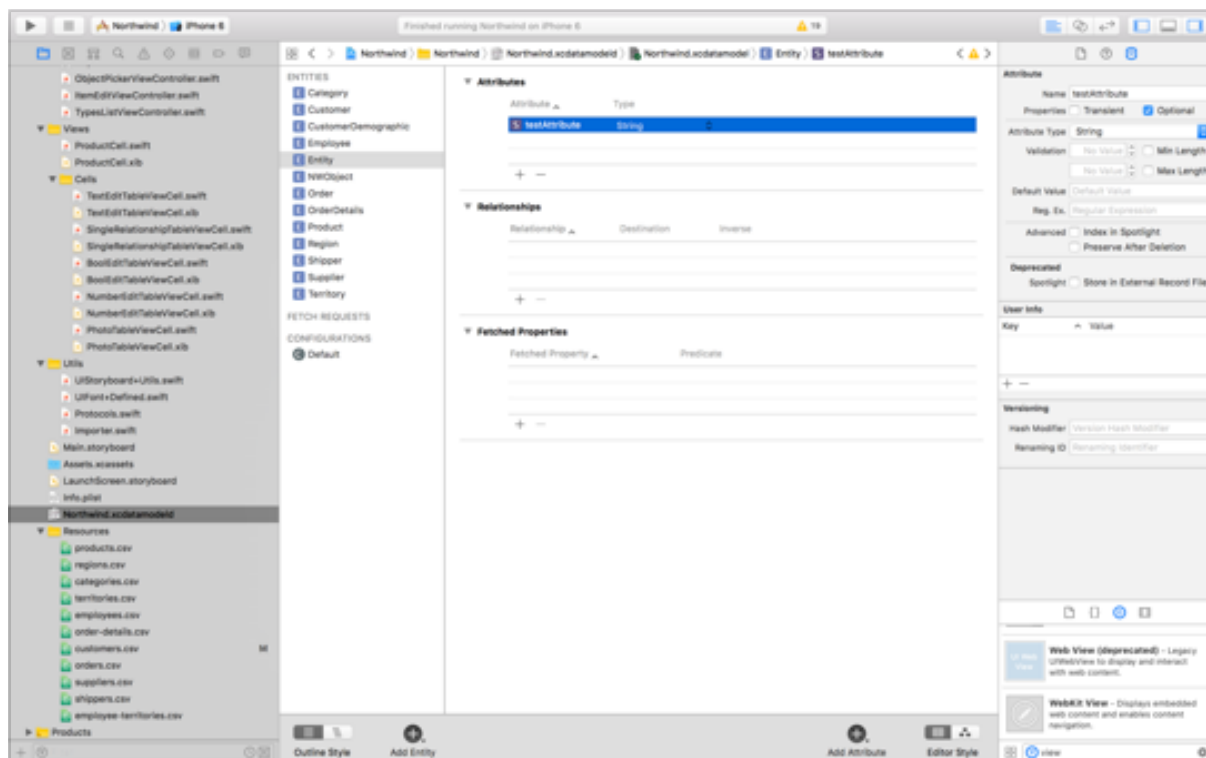 Northwind
iPhone 6
Finished running Northwind on iPhone 6
19
ObjectPickerViewController.swift
ItemEditViewController.swift
TypesListViewController.swift
Views
ProductCell.swift
ProductCell.xib
Cells
TextEditTableViewCell.swift
TextEditTableViewCell.xib
SingleRelationshipTableViewCell.swift
SingleRelationshipTableViewCell.xib
BoolEditTableViewCell.swift
BoolEditTableViewCell.xib
NumberEditTableViewCell.swift
NumberEditTableViewCell.xib
PhotoTableViewCell.swift
PhotoTableViewCell.xib
Utils
UIStoryboard+Utils.swift
UIFont+Defined.swift
Protocols.swift
Importer.swift
Main.storyboard
Assets.xcassets
LaunchScreen.storyboard
Info.plist
Northwind.xcdatamodeld
Resources
products.csv
regions.csv
categories.csv
territories.csv
employees.csv
order-details.csv
customers.csv M
orders.csv
suppliers.csv
shippers.csv
employee-territories.csv
Products
Northwind Northwind Northwind.xcdatamodeld Northwind.xcdatamodel E Entity S testAttribute
ENTITIES
E Category
E Customer
E CustomerDemographic
E Employee
E Entity
E NWObject
E Order
E OrderDetails
E Product
E Region
E Shipper
E Supplier
E Territory
FETCH REQUESTS
CONFIGURATIONS
C Default
Attributes
Attribute Type
S testAttribute String
Relationships
Relationship Destination Inverse
Fetched Properties
Fetched Property Predicate
Outline Style
Add Entity
Add Attribute
Editor Style
Attribute
Name testAttribute
Properties Transient Optional
Attribute Type String
Validation No Value Min Length
No Value Max Length
Default Value Default Value
Reg. Ex. Regular Expression
Advanced Index in Spotlight
Preserve After Deletion
Deprecated
Spotlight Store in External Record File
User Info
Key Value
Versioning
Hash Modifier Version Hash Modifier
Renaming ID Renaming Identifier
UI Web
View
Web View (deprecated) - Legacy
UIWebView to display and interact
with web content.
WebKit View - Displays embedded
web content and enables content
navigation.
view